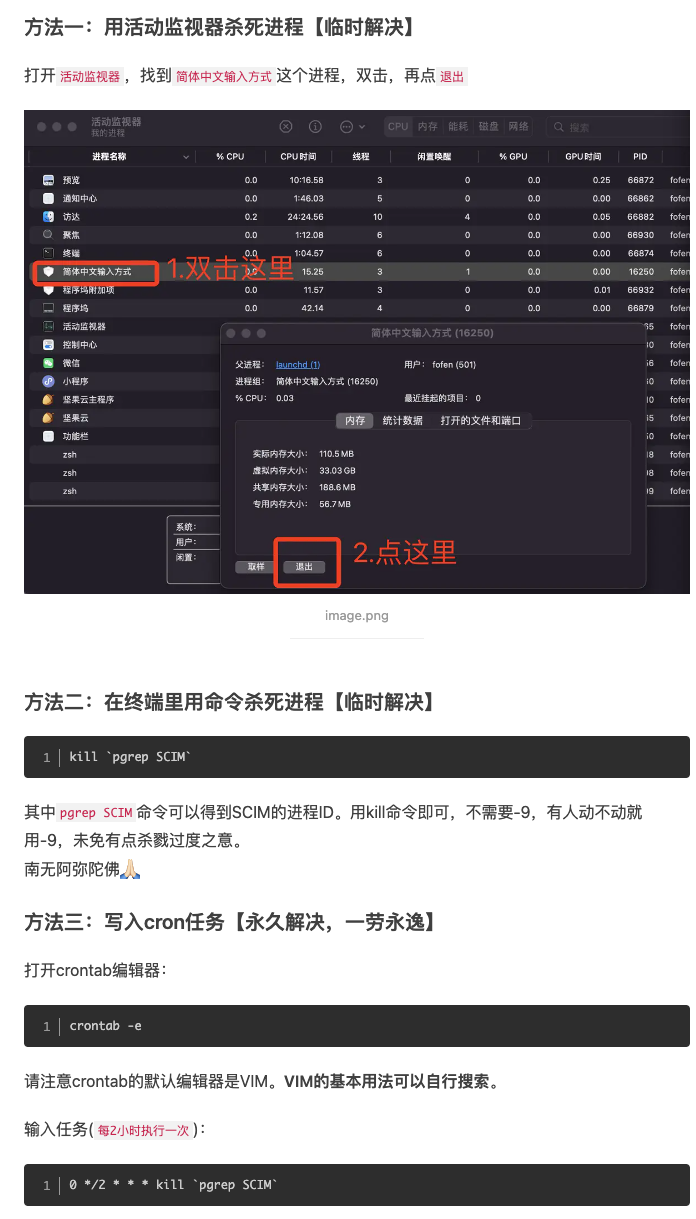 方法一：用活动监视器杀死进程【临时解决】
打开 活动监视器 ，找到 简体中文输入方式 这个进程，双击，再点 退出
活动监视器
我的进程
CPU 内存 能耗 磁盘 网络 搜索
进程名称 % CPU CPU时间 线程 闲置唤醒 % GPU GPU时间 PID
预览 0.0 10:16.58 3 0 0.0 0.25 66872 fofen
通知中心 0.0 1:46.03 5 0 0.0 0.00 66862 fofen
访达 0.2 24:24.56 10 4 0.0 0.05 66882 fofen
聚焦 0.0 1:12.08 6 0 0.0 0.00 66930 fofen
终端 0.0 1:04.57 6 0 0.0 0.00 66874 fofen
简体中文输入方式 1.双击这里 0.0 15.25 3 1 0.0 0.00 16250 fofen
程序坞附加项 0.0 11.57 3 0 0.0 0.01 66932 fofen
程序坞 0.0 42.14 4 0 0.0 0.00 66879 fofen
活动监视器
控制中心
微信
小程序
坚果云主程序
坚果云
功能栏
zsh
zsh
zsh
简体中文输入方式 (16250)
父进程： launchd (1) 用户： fofen (501)
进程组： 简体中文输入方式 (16250)
% CPU： 0.03 最近挂起的项目： 0
内存 统计数据 打开的文件和端口
实际内存大小： 110.5 MB
虚拟内存大小： 33.03 GB
共享内存大小： 188.6 MB
专用内存大小： 56.7 MB
系统：
用户：
闲置：
取样 退出 2.点这里
image.png
方法二：在终端里用命令杀死进程【临时解决】
1 kill `pgrep SCIM`
其中 pgrep SCIM 命令可以得到SCIM的进程ID。用kill命令即可，不需要-9，有人动不动就
用-9，未免有点杀戮过度之意。
南无阿弥陀佛🙏🏻
方法三：写入cron任务【永久解决，一劳永逸】
打开crontab编辑器：
1 crontab -e
请注意crontab的默认编辑器是VIM。VIM的基本用法可以自行搜索。
输入任务( 每2小时执行一次 )：
1 0 */2 * * * kill `pgrep SCIM`